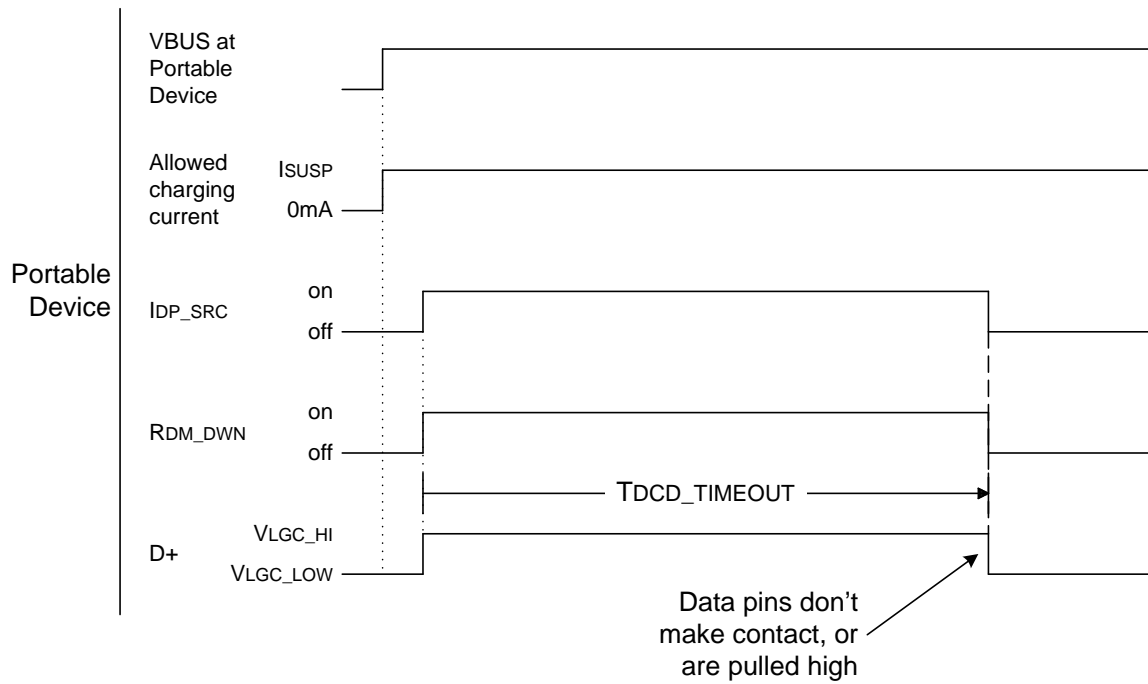 VBUS at
Portable
Device
Allowed
charging
current
ISUSP
0mA
Portable
Device
IDP_SRC
on
off
RDM_DWN
on
off
TDCD_TIMEOUT
D+
VLGC_HI
VLGC_LOW
Data pins don't
make contact, or
are pulled high